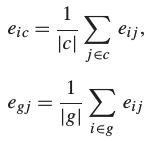 e_{ic} = \frac{1}{|c|} \sum_{j \in c} e_{ij},
e_{gj} = \frac{1}{|g|} \sum_{i \in g} e_{ij}